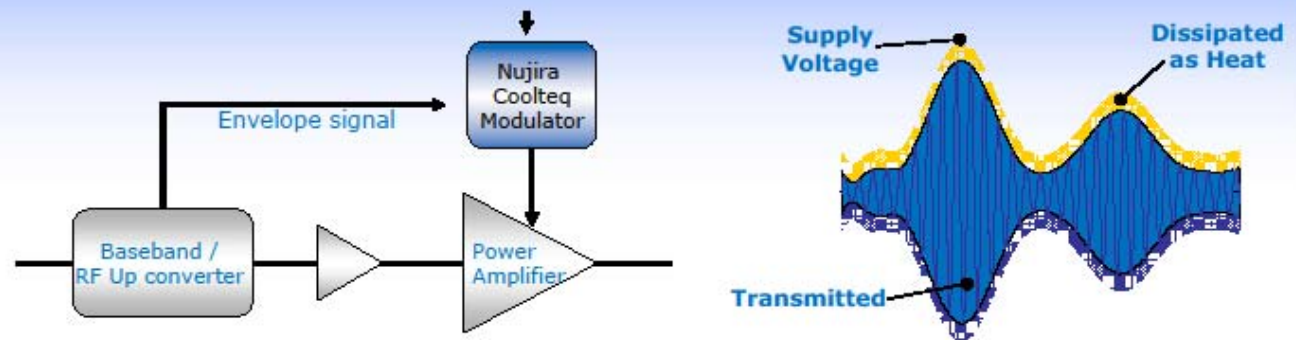 Nujira
Coolteq
Modulator
Envelope signal
Baseband /
RF Up converter
Power
Amplifier
Supply
Voltage
Dissipated
as Heat
Transmitted